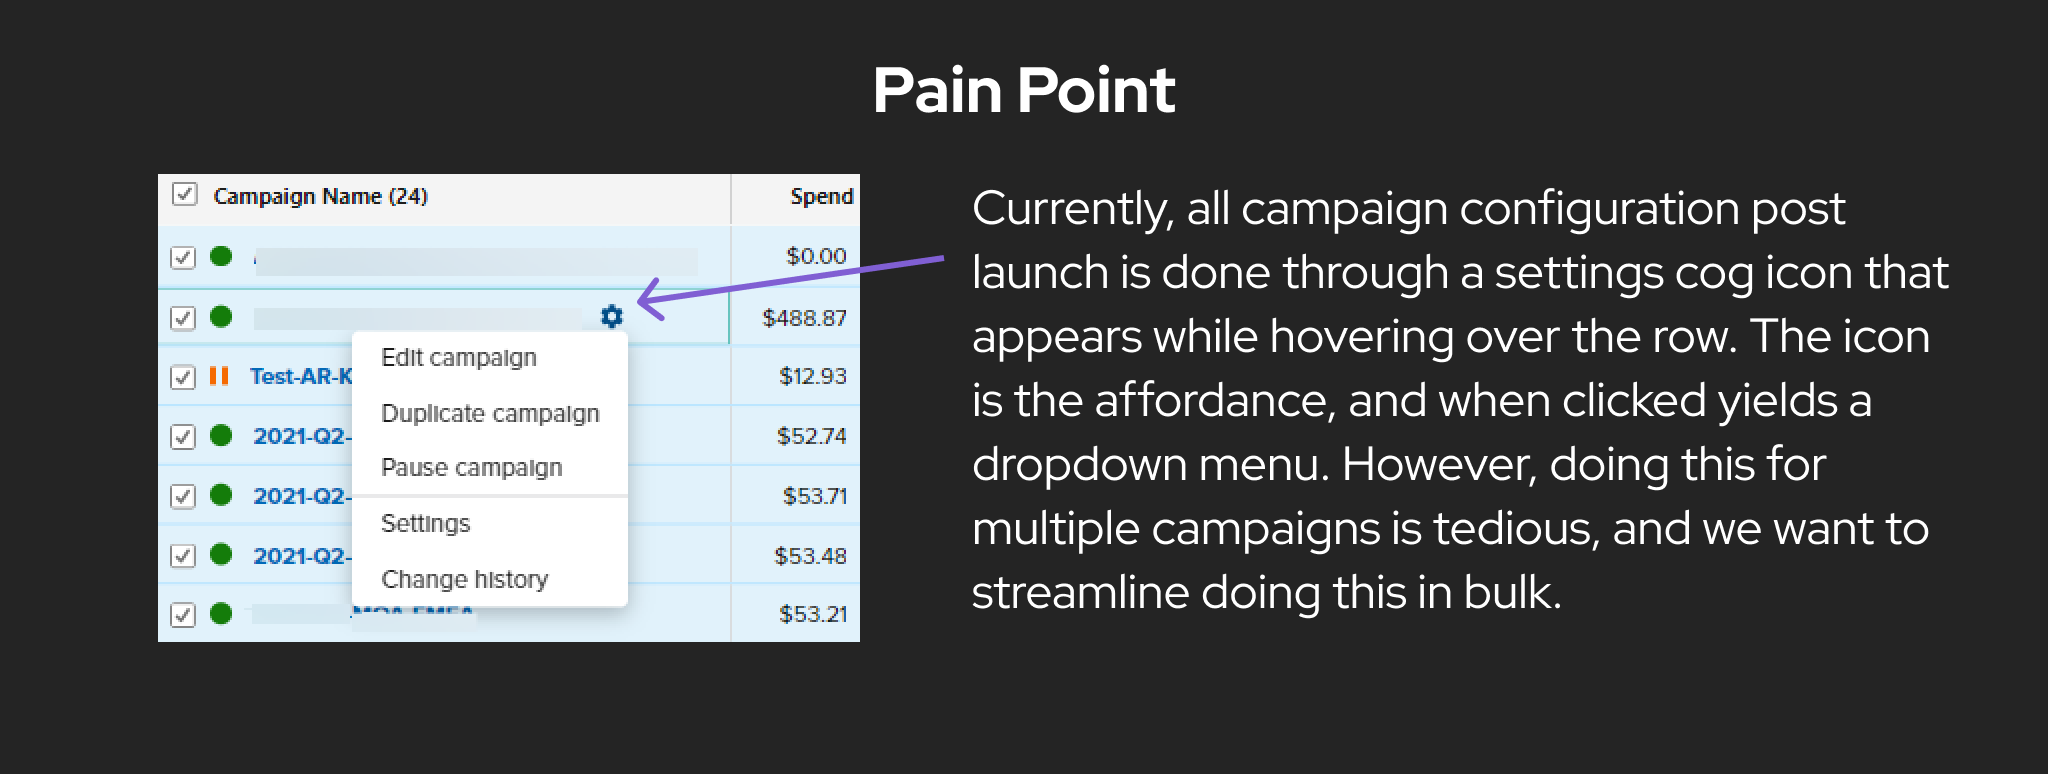 Pain Point
Campaign Name (24) Spend
$0.00
$488.87
Edit campaign
Test-AR-K $12.93
Duplicate campaign
2021-Q2- $52.74
Pause campaign
2021-Q2- $53.71
Settings
2021-Q2- $53.48
Change history
$53.21
Currently, all campaign configuration post
launch is done through a settings cog icon that
appears while hovering over the row. The icon
is the affordance, and when clicked yields a
dropdown menu. However, doing this for
multiple campaigns is tedious, and we want to
streamline doing this in bulk.